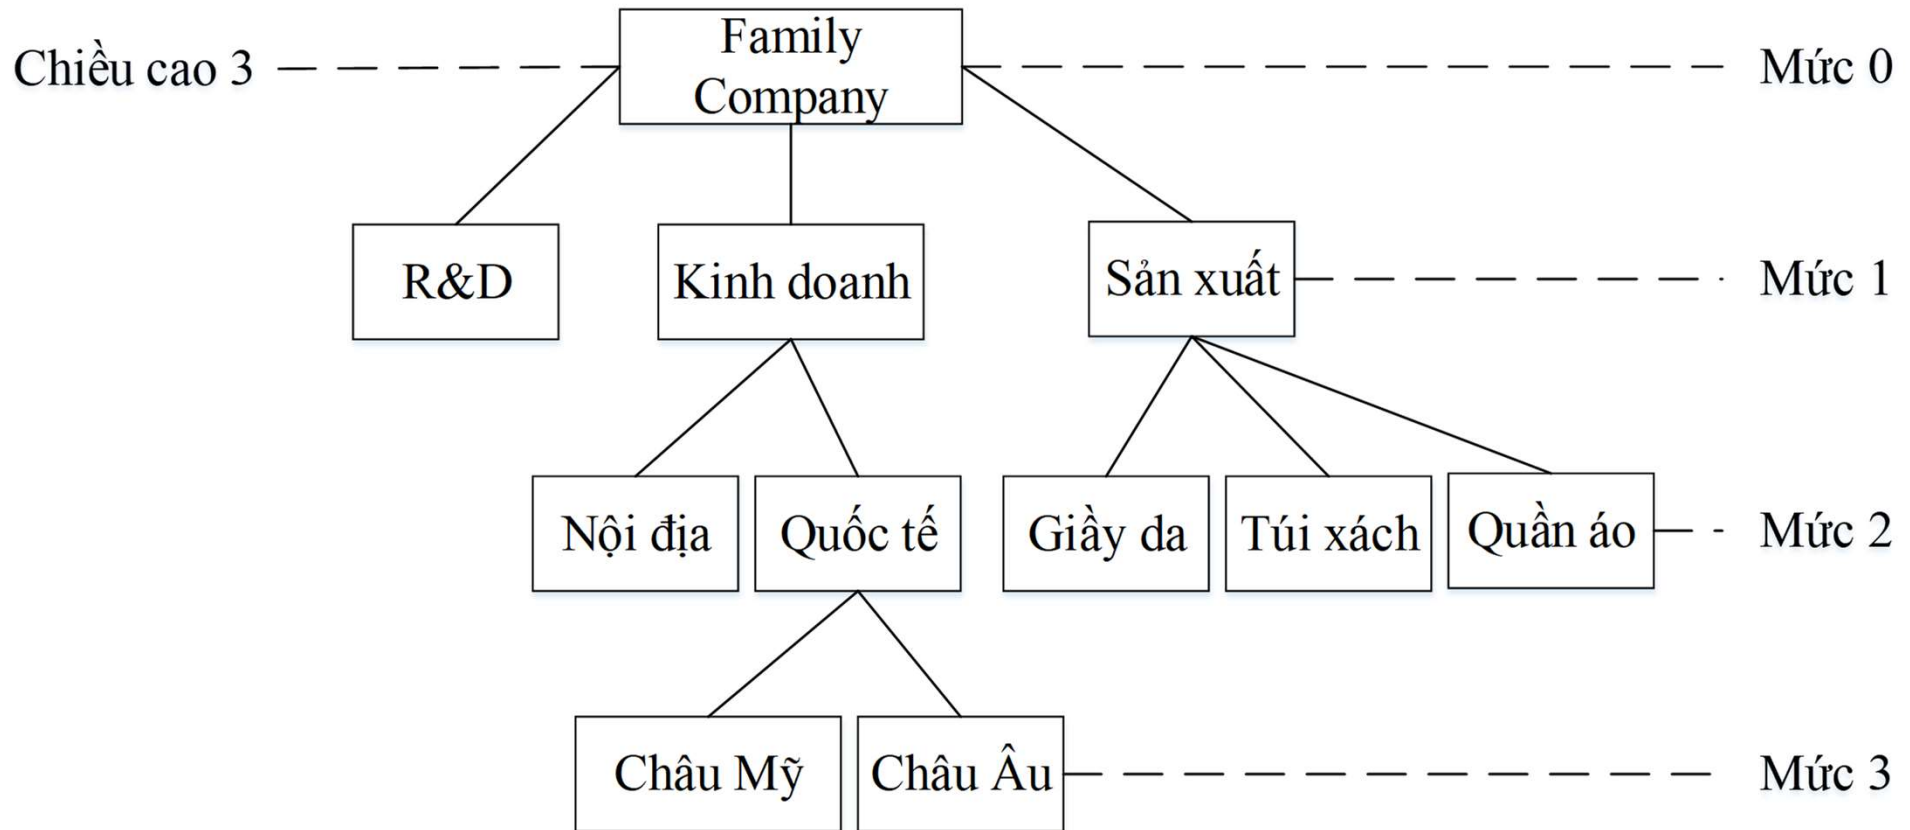 Family
Company
Chiều cao 3
Mức 0
R&D
Kinh doanh
Sản xuất
Mức 1
Nội địa
Quốc tế
Giầy da
Túi xách
Quần áo
Mức 2
Châu Mỹ
Châu Âu
Mức 3